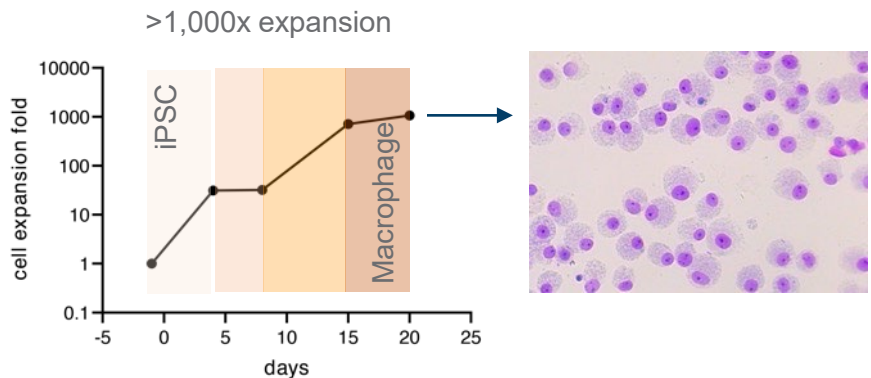 >1,000x expansion
10000
1000
100
10
1
0.1
cell expansion fold
iPSC
Macrophage
-5
0
5
10
15
20
25
days